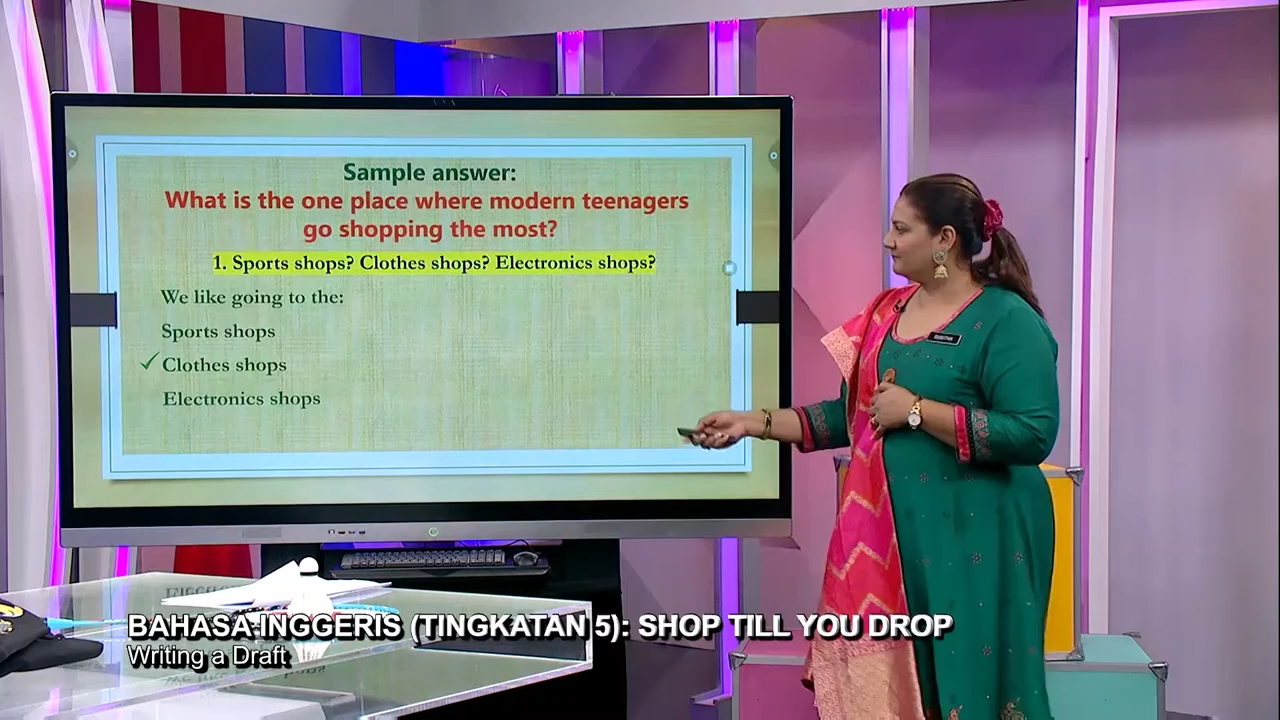 Sample answer:
What is the one place where modern teenagers
go shopping the most?
1. Sports shops? Clothes shops? Electronics shops?
We like going to the:
Sports shops
✓ Clothes shops
Electronics shops
BAHASA INGGERIS (TINGKATAN 5): SHOP TILL YOU DROP
Writing a Draft